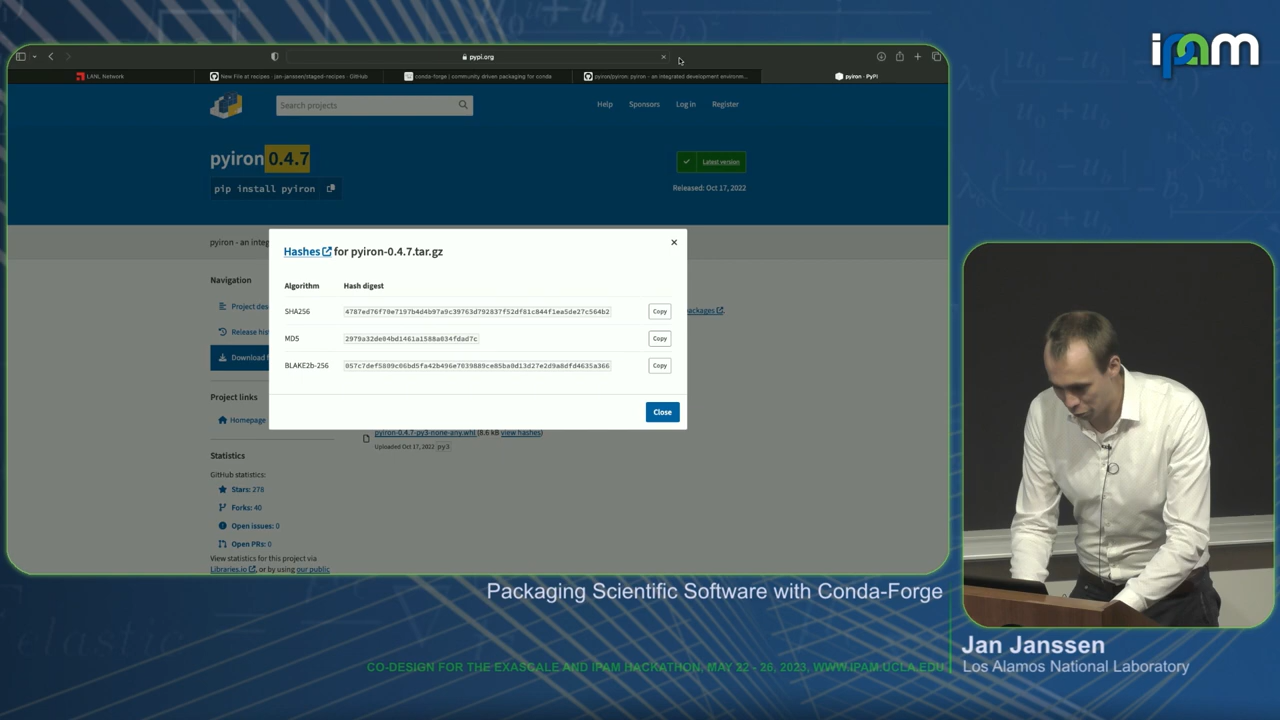 ipam
pypi.org
LANL Network
New File at recipes · jan-janssen/staged-recipes · GitHub
conda-forge | community driven packaging for conda
pyiron/pyiron: pyiron – an integrated development environm...
pyiron · PyPI
Search projects
Help
Sponsors
Log in
Register
pyiron 0.4.7
pip install pyiron
Latest version
Released: Oct 17, 2022
pyiron - an integ
Hashes for pyiron-0.4.7.tar.gz
Algorithm Hash digest
SHA256 4787ed76f70e7197b4d4b97a9c39763d792837f52df81c844f1ea5de27c564b2 Copy
MD5 2979a32de04bd1461a1588a034fdad7c Copy
BLAKE2b-256 057c7def5809c06bd5fa42b496e7039889ce85ba0d13d27e2d9a8dfd4635a366 Copy
Close
Navigation
Project des
Release his
Download f
Project links
Homepage
ackages
pyiron-0.4.7-py3-none-any.whl (8.6 kB view hashes)
Uploaded Oct 17, 2022 py3
Statistics
GitHub statistics:
Stars: 278
Forks: 40
Open issues: 0
Open PRs: 0
View statistics for this project via
Libraries.io, or by using our public
Packaging Scientific Software with Conda-Forge
Jan Janssen
Los Alamos National Laboratory
CO-DESIGN FOR THE EXASCALE AND IPAM HACKATHON, MAY 22 - 26, 2023, WWW.IPAM.UCLA.EDU